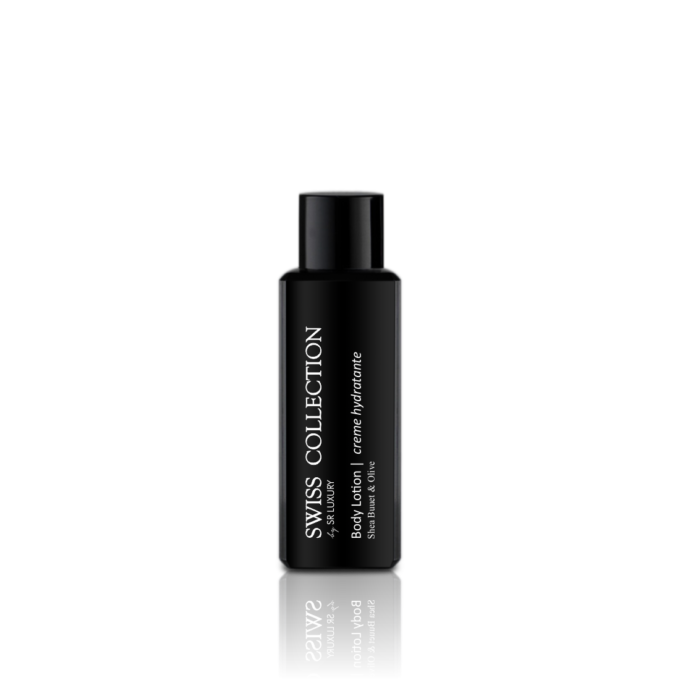 SWISS COLLECTION
by SR LUXURY
Body Lotion | creme hydratante
Shea Buuet & Olive